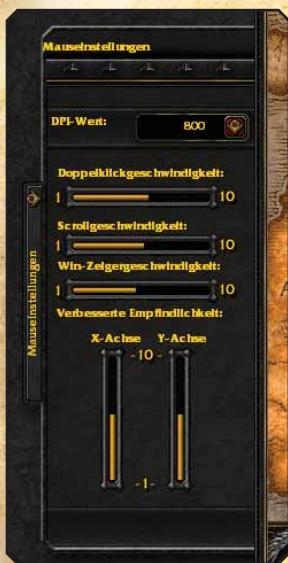 Mauseinstellungen
DPI-Wert: 800
Doppelklickgeschwindigkeit:
1 10
Scrollgeschwindigkeit:
1 10
Win-Zeigergeschwindigkeit:
1 10
Verbesserte Empfindlichkeit:
X-Achse Y-Achse
-10-
-1-
Mauseinstellungen